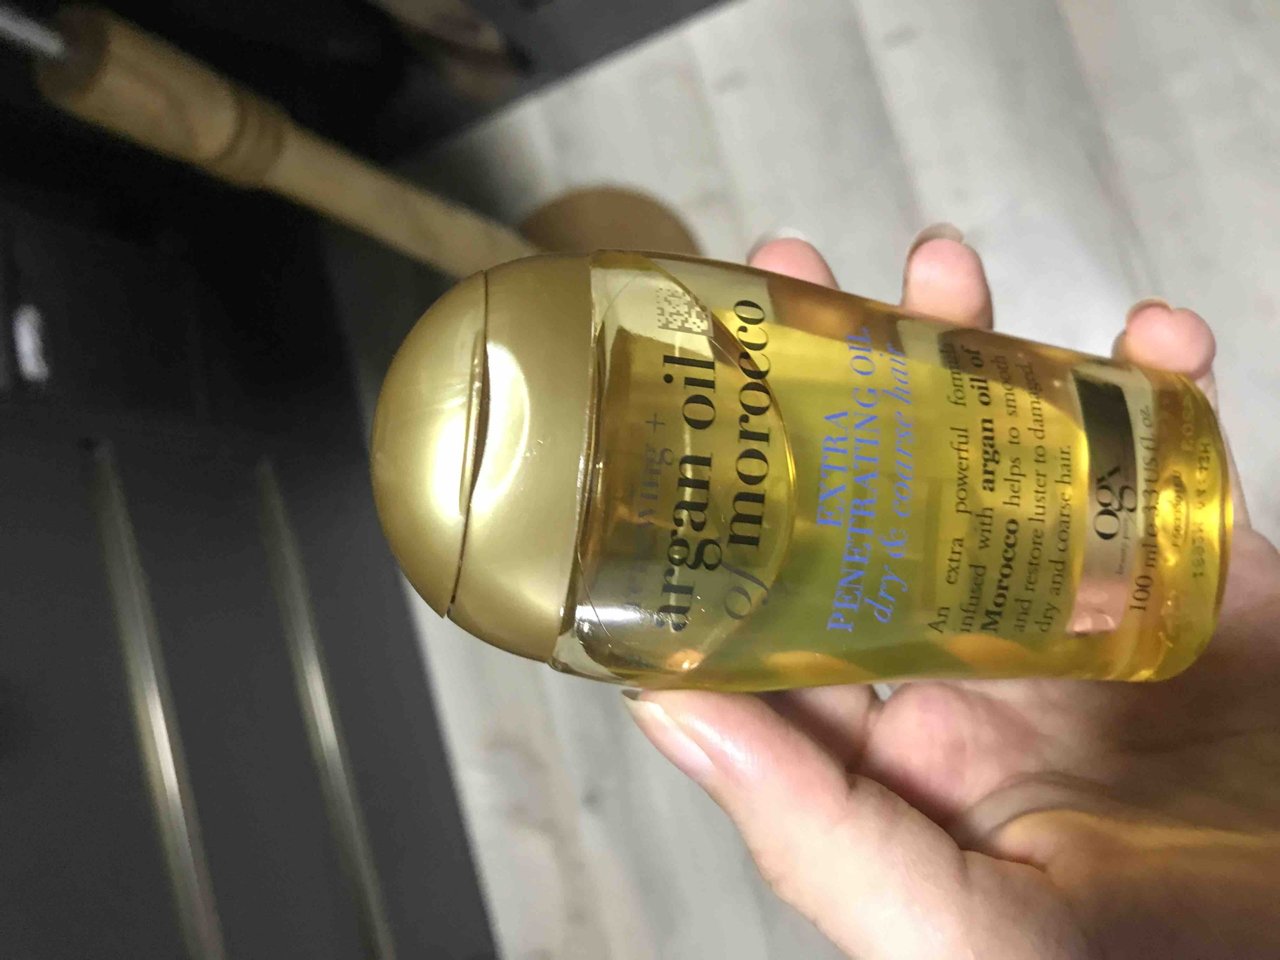 renewing +
argan oil
of morocco
EXTRA
PENETRATING OIL
dry & coarse hair
An extra powerful formula
infused with argan oil of
Morocco helps to smooth
and restore luster to damaged,
dry and coarse hair.
ogx
100 ml e 3.3 US fl oz.